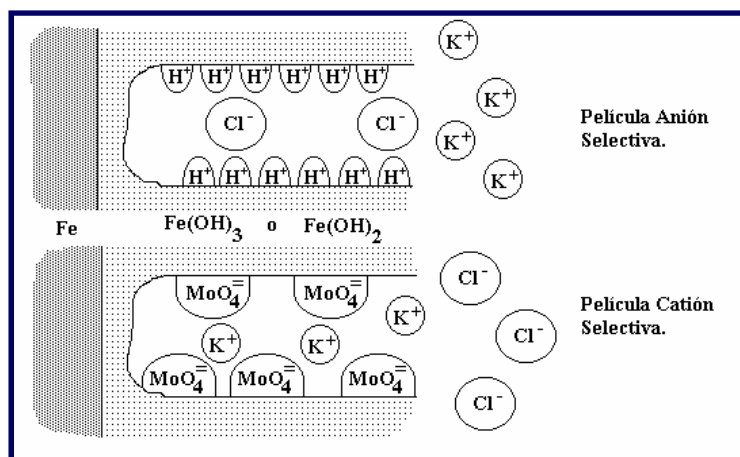 K⁺
H⁺ H⁺ H⁺ H⁺ H⁺ H⁺
K⁺
Cl⁻ Cl⁻
K⁺
Película Anión
Selectiva.
H⁺ H⁺ H⁺ H⁺ H⁺ H⁺
K⁺
Fe Fe(OH)₃ o Fe(OH)₂
MoO₄⁼ MoO₄⁼
Cl⁻
K⁺
Película Catión
Selectiva.
K⁺ K⁺
Cl⁻
MoO₄⁼ MoO₄⁼ MoO₄⁼
Cl⁻